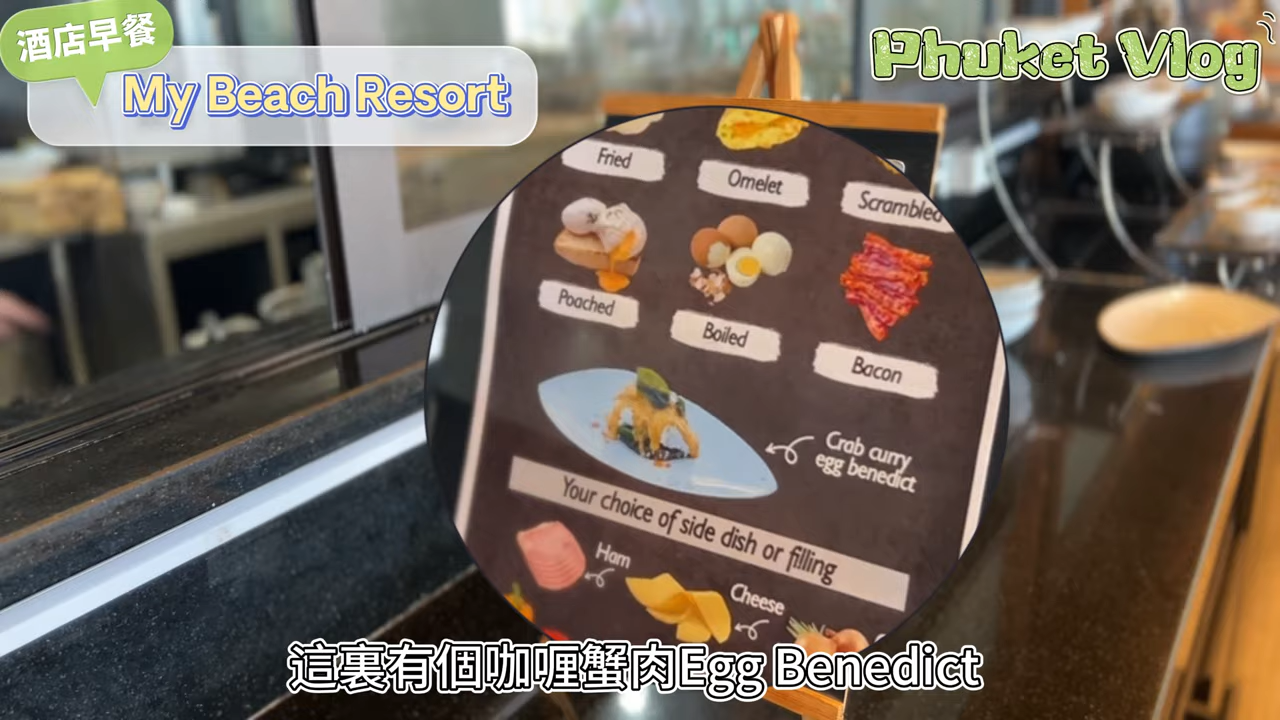 酒店早餐
My Beach Resort
Phuket Vlog
Fried
Omelet
Scrambled
Poached
Boiled
Bacon
Crab curry
egg benedict
Your choice of side dish or filling
Ham
Cheese
這裏有個咖喱蟹肉Egg Benedict